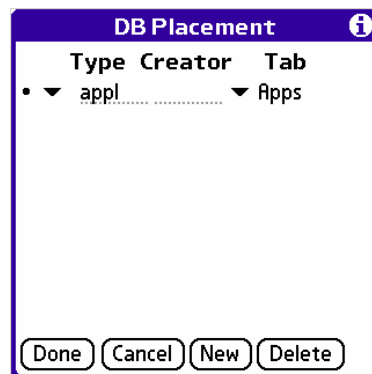 DB Placement i
Type Creator Tab
• appl Apps
Done Cancel New Delete